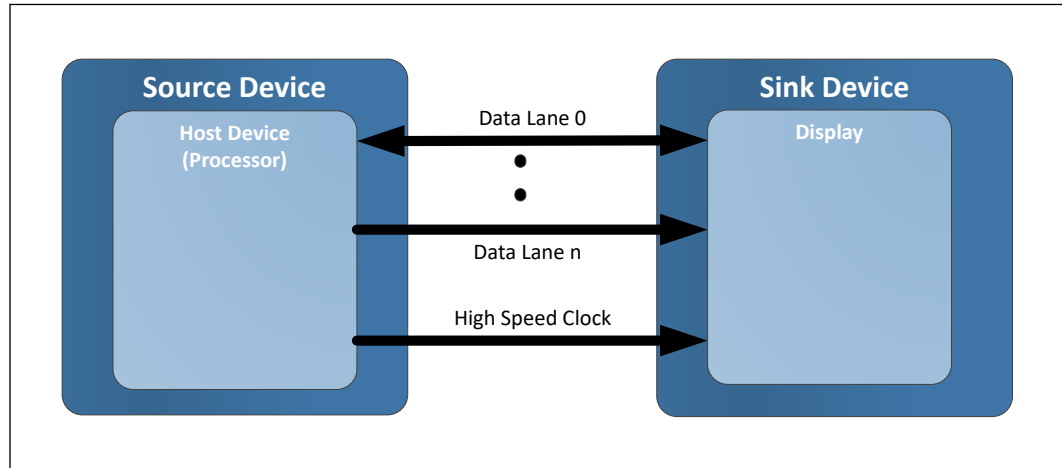 Source Device
Sink Device
Host Device
(Processor)
Data Lane 0
Display
Data Lane n
High Speed Clock